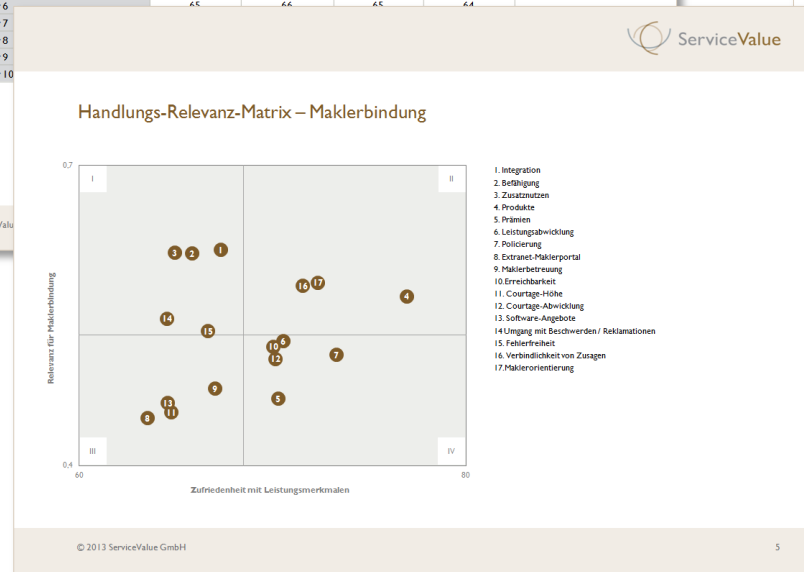 6
65 66 65 64
7
8
9
10
ServiceValue
Handlungs-Relevanz-Matrix – Maklerbindung
0,7
I
II
3 2 1
16 17
4
14
15
10 6
12
7
9
5
13
11
8
III
IV
0,4
60
80
Relevanz für Maklerbindung
Zufriedenheit mit Leistungsmerkmalen
1. Integration
2. Befähigung
3. Zusatznutzen
4. Produkte
5. Prämien
6. Leistungsabwicklung
7. Policierung
8. Extranet-Maklerportal
9. Maklerbetreuung
10.Erreichbarkeit
11. Courtage-Höhe
12. Courtage-Abwicklung
13. Software-Angebote
14 Umgang mit Beschwerden / Reklamationen
15. Fehlerfreiheit
16. Verbindlichkeit von Zusagen
17. Maklerorientierung
© 2013 ServiceValue GmbH
5